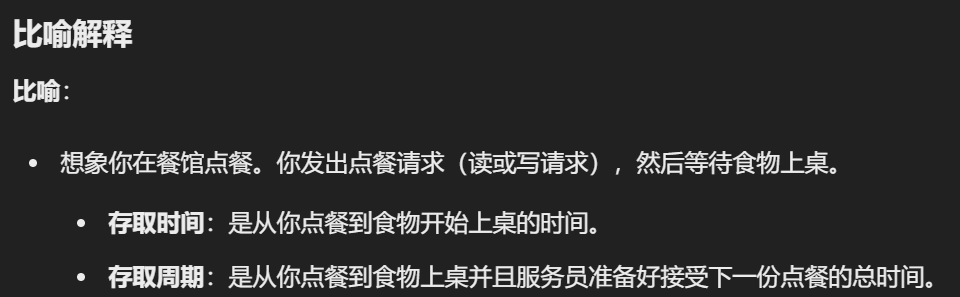 比喻解释
比喻：
• 想象你在餐馆点餐。你发出点餐请求（读或写请求），然后等待食物上桌。
• 存取时间：是从你点餐到食物开始上桌的时间。
• 存取周期：是从你点餐到食物上桌并且服务员准备好接受下一份点餐的总时间。